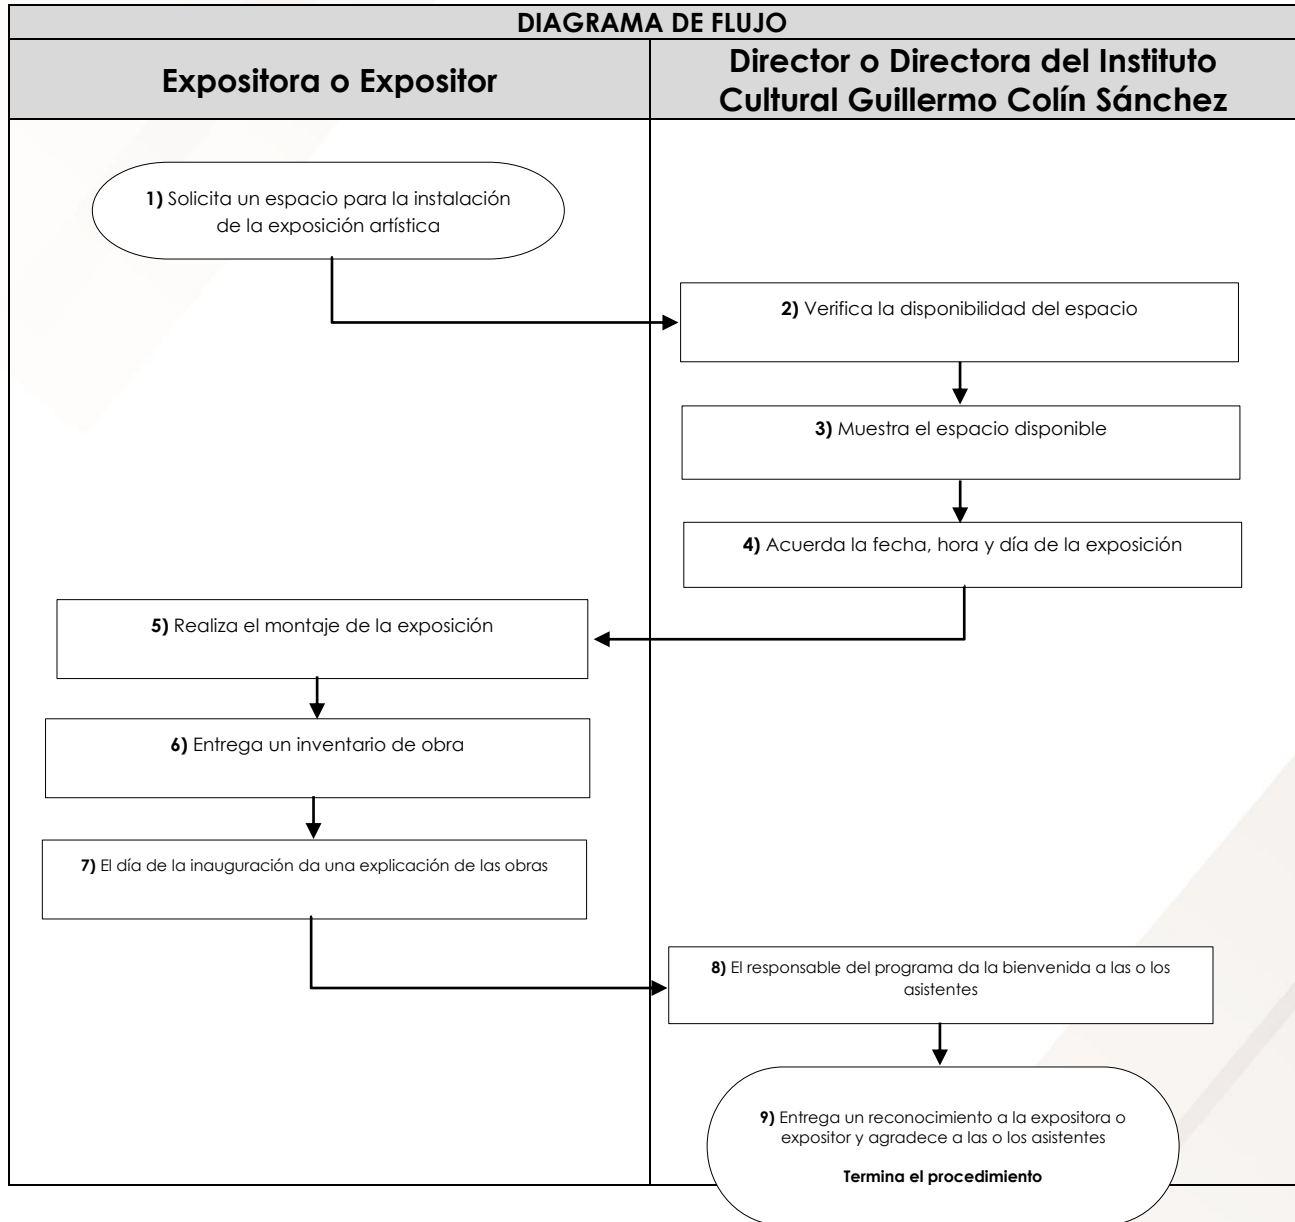 DIAGRAMA DE FLUJO
Expositora o Expositor
Director o Directora del Instituto
Cultural Guillermo Colín Sánchez
1) Solicita un espacio para la instalación
de la exposición artística
2) Verifica la disponibilidad del espacio
3) Muestra el espacio disponible
4) Acuerda la fecha, hora y día de la exposición
5) Realiza el montaje de la exposición
6) Entrega un inventario de obra
7) El día de la inauguración da una explicación de las obras
8) El responsable del programa da la bienvenida a las o los
asistentes
9) Entrega un reconocimiento a la expositora o
expositor y agradece a las o los asistentes
Termina el procedimiento